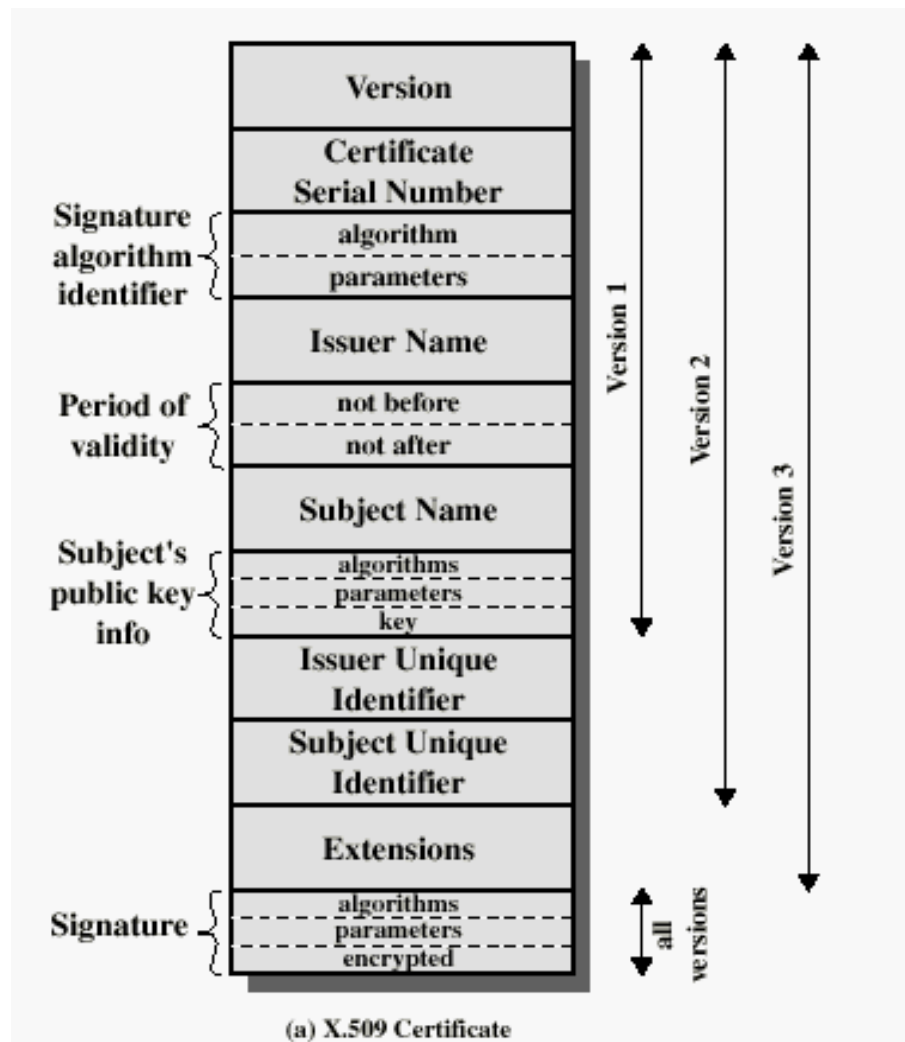 Version
Certificate
Serial Number
Signature
algorithm
identifier
algorithm
parameters
Issuer Name
Period of
validity
not before
not after
Subject Name
Subject's
public key
info
algorithms
parameters
key
Issuer Unique
Identifier
Subject Unique
Identifier
Extensions
Signature
algorithms
parameters
encrypted
Version 1
Version 2
Version 3
all
versions
(a) X.509 Certificate